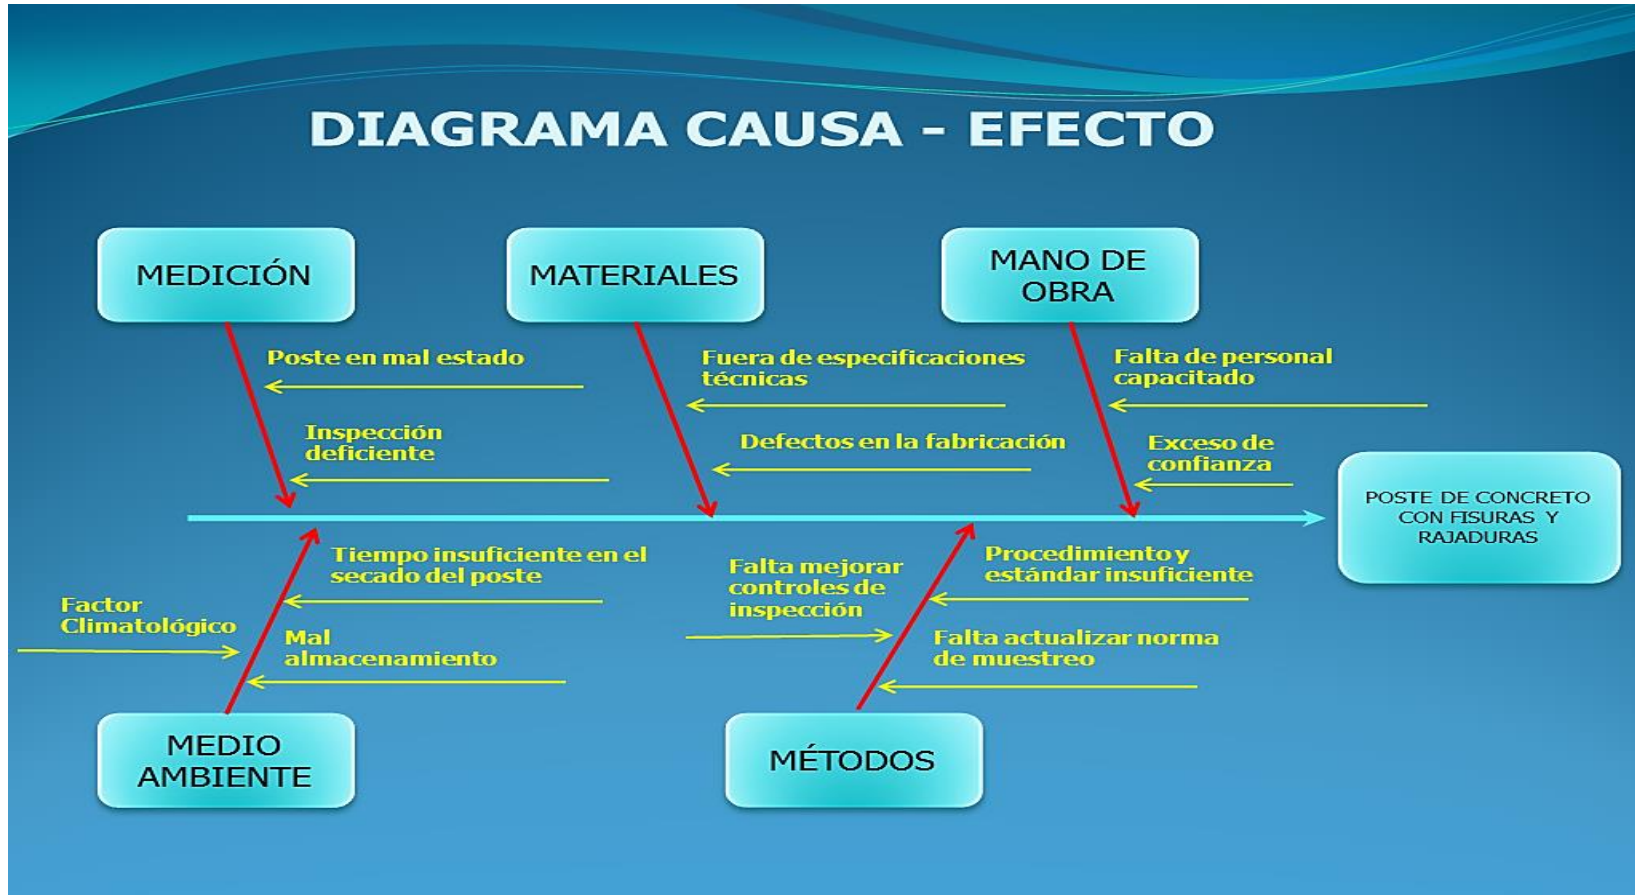 DIAGRAMA CAUSA - EFECTO
MEDICIÓN
MATERIALES
MANO DE
OBRA
Poste en mal estado
Inspección
deficiente
Fuera de especificaciones
técnicas
Defectos en la fabricación
Falta de personal
capacitado
Exceso de
confianza
POSTE DE CONCRETO
CON FISURAS Y
RAJADURAS
Tiempo insuficiente en el
secado del poste
Factor
Climatológico
Mal
almacenamiento
Falta mejorar
controles de
inspección
Procedimiento y
estándar insuficiente
Falta actualizar norma
de muestreo
MEDIO
AMBIENTE
MÉTODOS